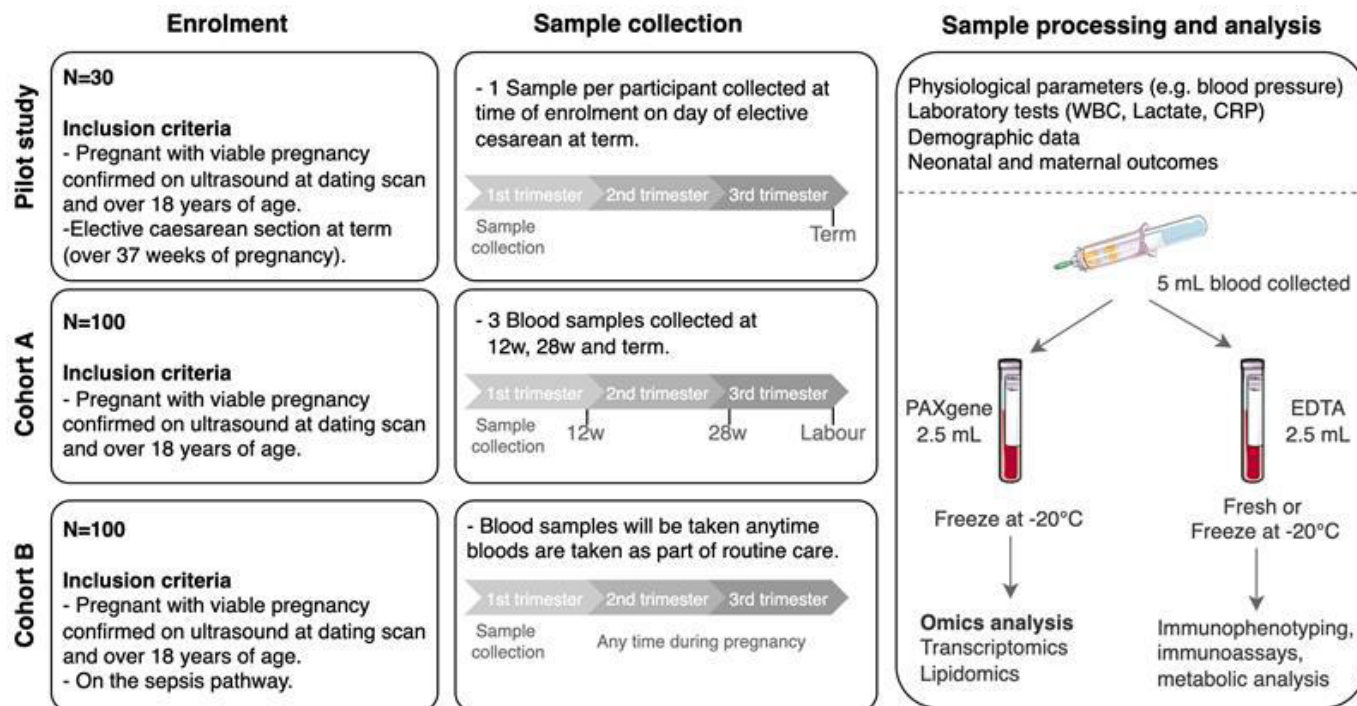 Enrolment
Sample collection
Sample processing and analysis
Pilot study
N=30
Inclusion criteria
- Pregnant with viable pregnancy
confirmed on ultrasound at dating scan
and over 18 years of age.
-Elective caesarean section at term
(over 37 weeks of pregnancy).
- 1 Sample per participant collected at
time of enrolment on day of elective
cesarean at term.
1st trimester
2nd trimester
3rd trimester
Sample
collection
Term
Cohort A
N=100
Inclusion criteria
- Pregnant with viable pregnancy
confirmed on ultrasound at dating scan
and over 18 years of age.
- 3 Blood samples collected at
12w, 28w and term.
1st trimester
2nd trimester
3rd trimester
Sample
collection
12w
28w
Labour
Cohort B
N=100
Inclusion criteria
- Pregnant with viable pregnancy
confirmed on ultrasound at dating scan
and over 18 years of age.
- On the sepsis pathway.
- Blood samples will be taken anytime
bloods are taken as part of routine care.
1st trimester
2nd trimester
3rd trimester
Sample
collection
Any time during pregnancy
Physiological parameters (e.g. blood pressure)
Laboratory tests (WBC, Lactate, CRP)
Demographic data
Neonatal and maternal outcomes
5 mL blood collected
PAXgene
2.5 mL
EDTA
2.5 mL
Freeze at -20°C
Fresh or
Freeze at -20°C
Omics analysis
Transcriptomics
Lipidomics
Immunophenotyping,
immunoassays,
metabolic analysis